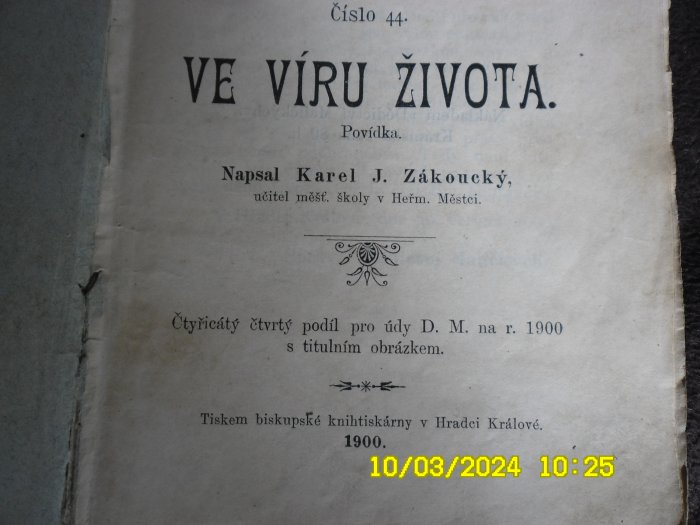 Číslo 44.
VE VÍRU ŽIVOTA.
Povídka.
Napsal Karel J. Zákoucký,
učitel měšť. školy v Heřm. Městci.
Čtyřicátý čtvrtý podíl pro údy D. M. na r. 1900
s titulním obrázkem.
Tiskem biskupské knihtiskárny v Hradci Králové.
1900.
10/03/2024 10:25